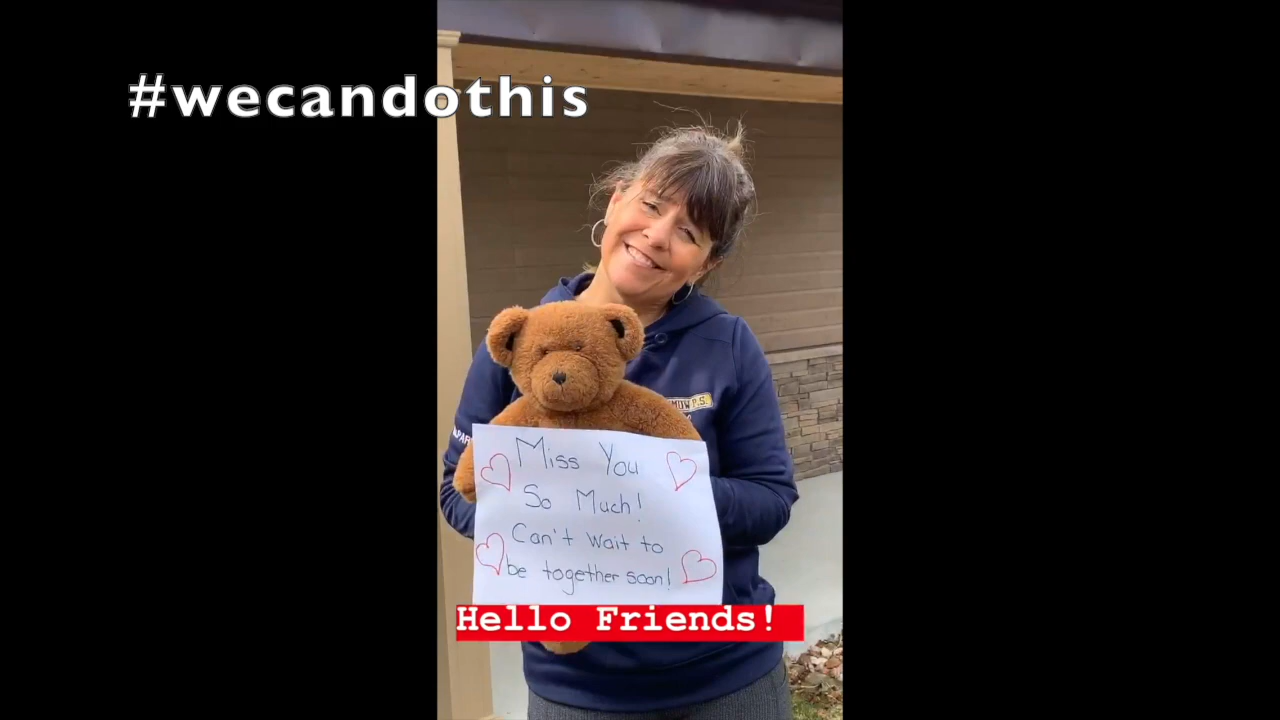 #wecandothis
P.S.
Miss You
So Much!
Can't wait to
be together soon!
Hello Friends!